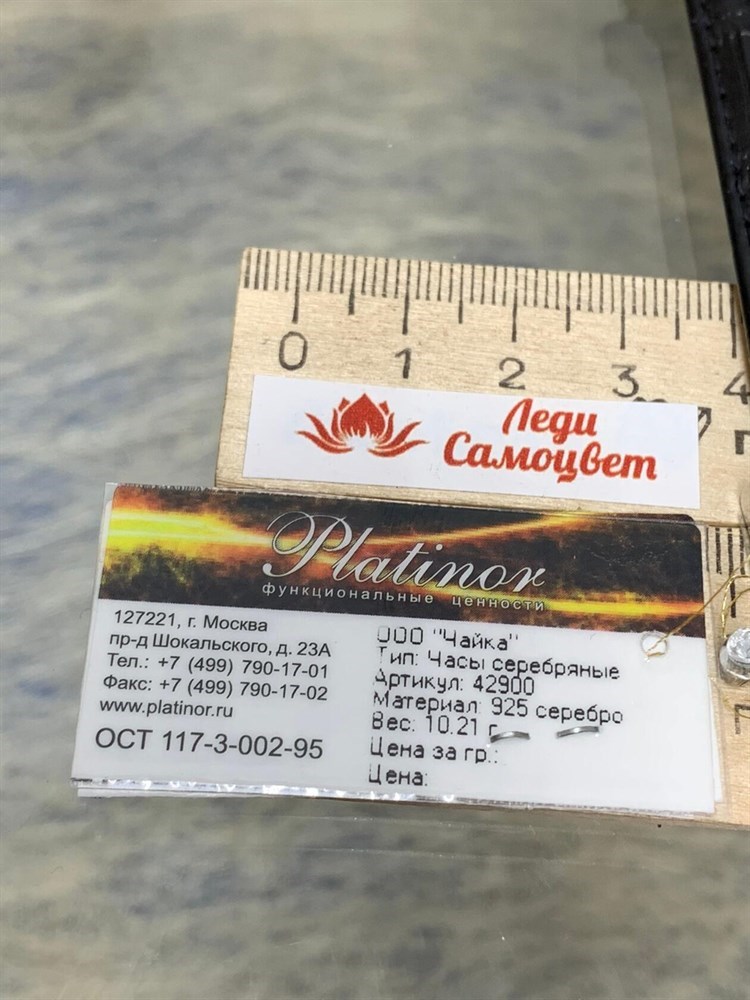 0 1 2 3 4
Леди
Самоцвет
Platinor
функциональные ценности
127221, г. Москва
пр-д Шокальского, д. 23А
Тел.: +7 (499) 790-17-01
Факс: +7 (499) 790-17-02
www.platinor.ru
ОСТ 117-3-002-95
ООО "Чайка"
Тип: Часы серебряные
Артикул: 42900
Материал: 925 серебро
Вес: 10.21 г
Цена за гр.:
Цена: